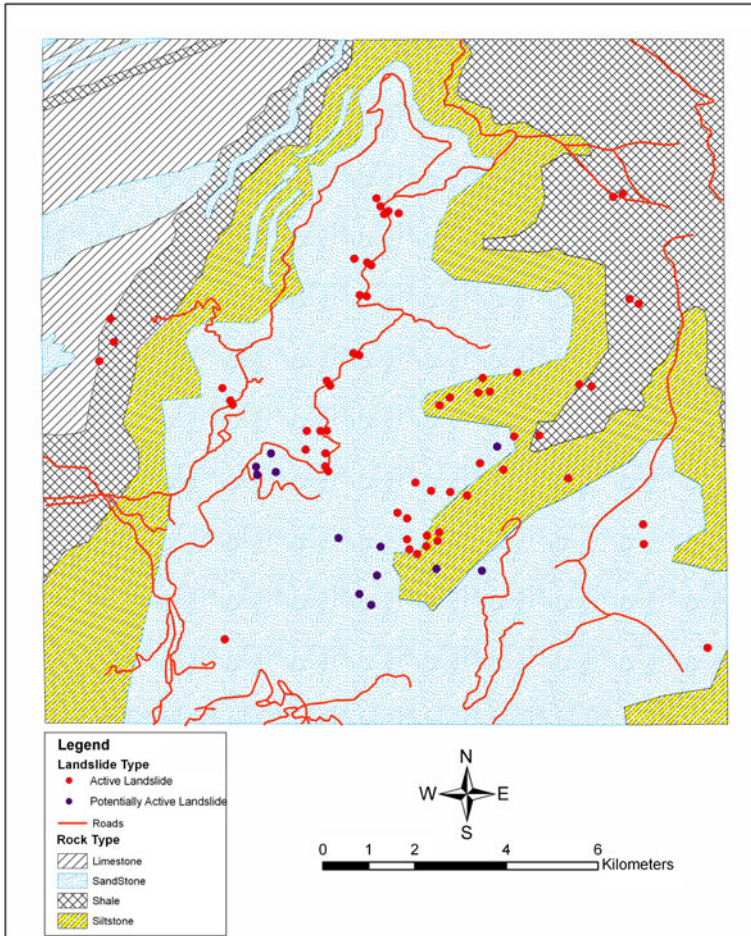 Legend
Landslide Type
Active Landslide
Potentially Active Landslide
Roads
Rock Type
Limestone
SandStone
Shale
Siltstone
N
W E
S
0 1 2 4 6
Kilometers